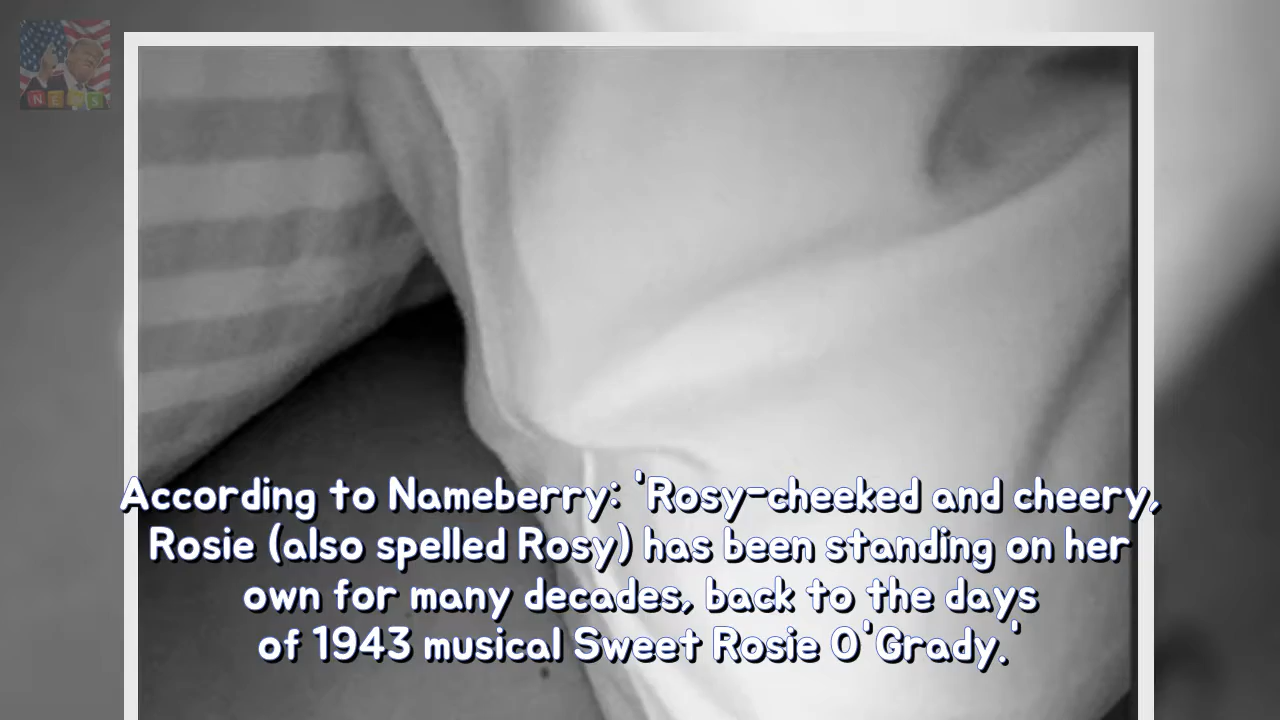 NEWS
According to Nameberry: 'Rosy-cheeked and cheery,
Rosie (also spelled Rosy) has been standing on her
own for many decades, back to the days
of 1943 musical Sweet Rosie O'Grady.'